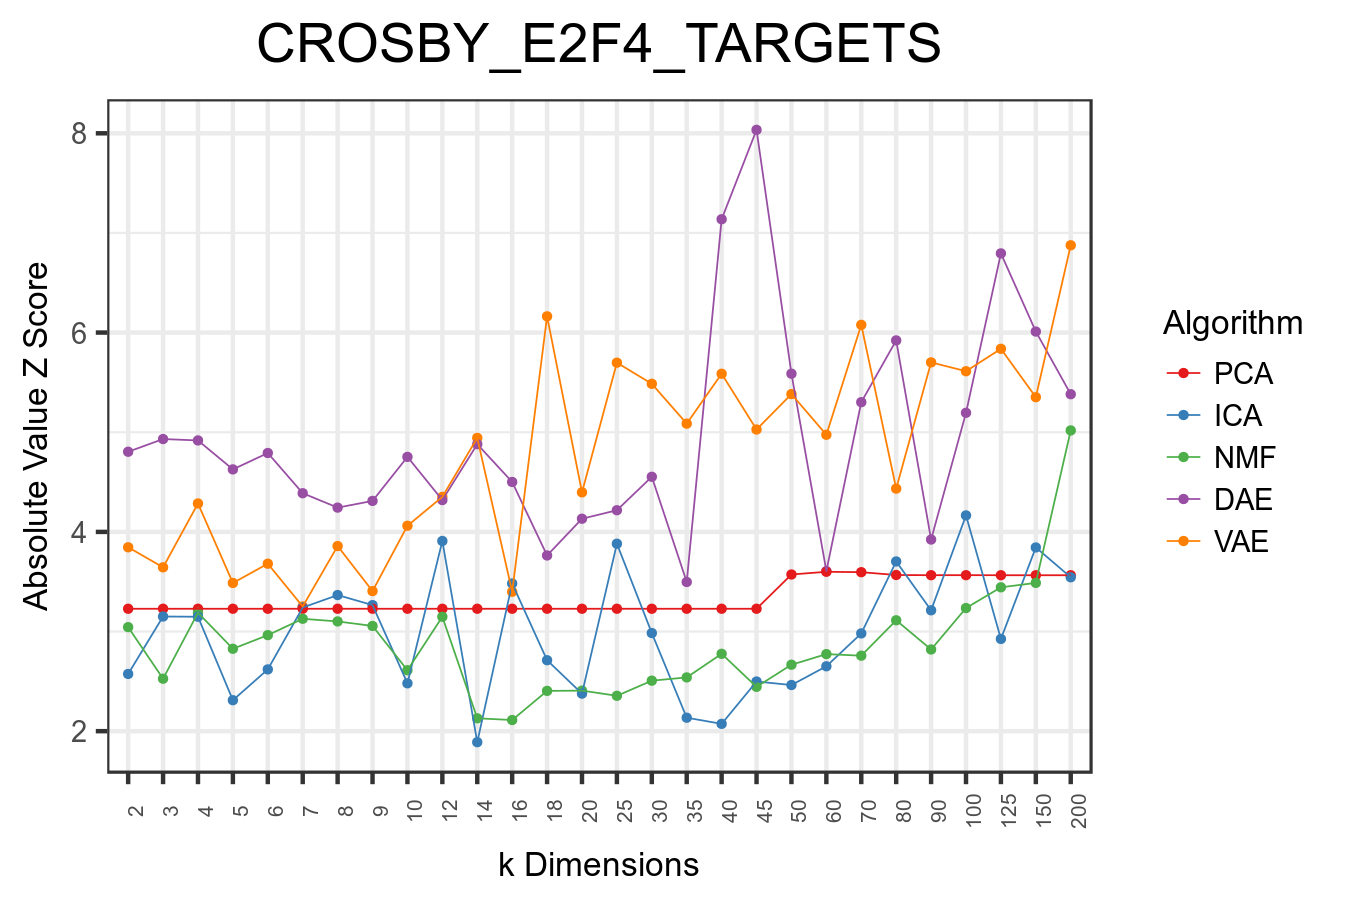 CROSBY_E2F4_TARGETS
Absolute Value Z Score
8
6
4
2
2 3 4 5 6 7 8 9 10 12 14 16 18 20 25 30 35 40 45 50 60 70 80 90 100 125 150 200
k Dimensions
Algorithm
PCA
ICA
NMF
DAE
VAE